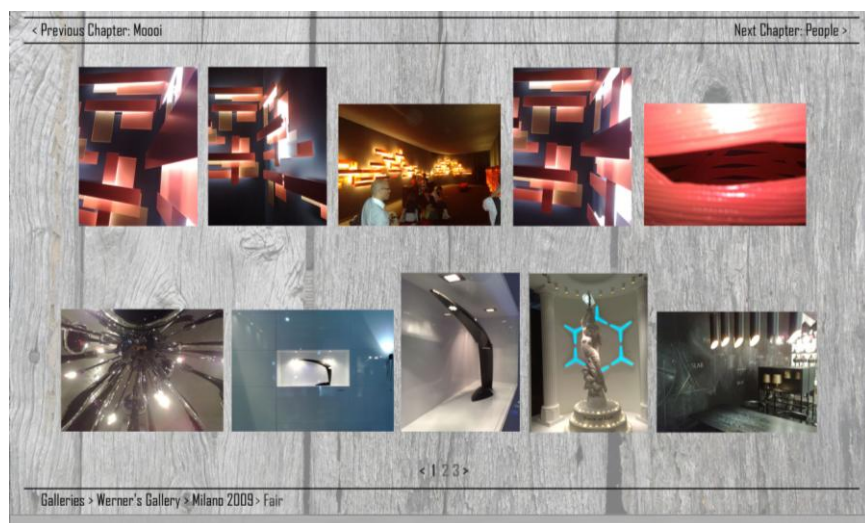 < Previous Chapter: Moooi
Next Chapter: People >
< 1 2 3 >
Galleries > Werner's Gallery > Milano 2009 > Fair